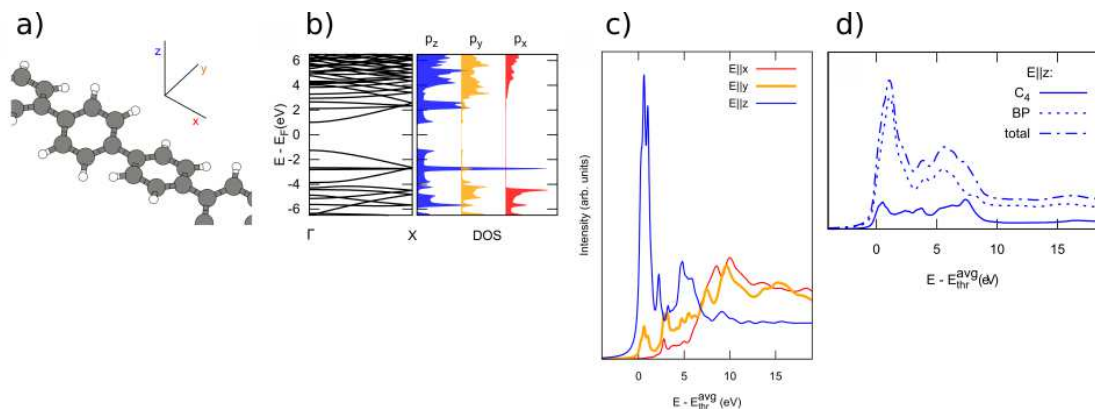 a)
z
y
x
b)
p_z p_y p_x
E - E_F(eV)
6
4
2
0
-2
-4
-6
Γ X DOS
c)
E||x
E||y
E||z
Intensity (arb. units)
0 5 10 15
E - E_thr^avg (eV)
d)
E||z:
C_4
BP
total
0 5 10 15
E - E_thr^avg (eV)